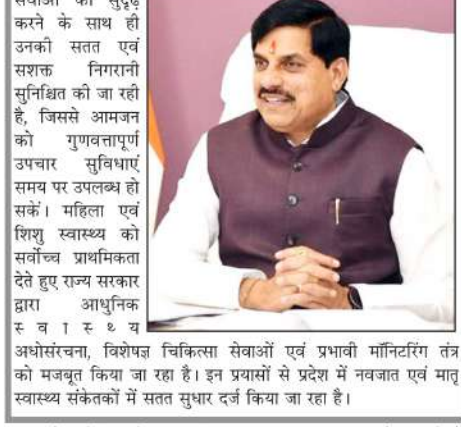 सेवाओं को सुदृढ़
करने के साथ ही
उनकी सतत एवं
सशक्त निगरानी
सुनिश्चित की जा रही
है, जिससे आमजन
को गुणवत्तापूर्ण
उपचार सुविधाएं
समय पर उपलब्ध हो
सकें। महिला एवं
शिशु स्वास्थ्य को
सर्वोच्च प्राथमिकता
देते हुए राज्य सरकार
द्वारा आधुनिक
स्वास्थ्य
अधोसंरचना, विशेषज्ञ चिकित्सा सेवाओं एवं प्रभावी मॉनिटरिंग तंत्र
को मजबूत किया जा रहा है। इन प्रयासों से प्रदेश में नवजात एवं मातृ
स्वास्थ्य संकेतकों में सतत सुधार दर्ज किया जा रहा है।